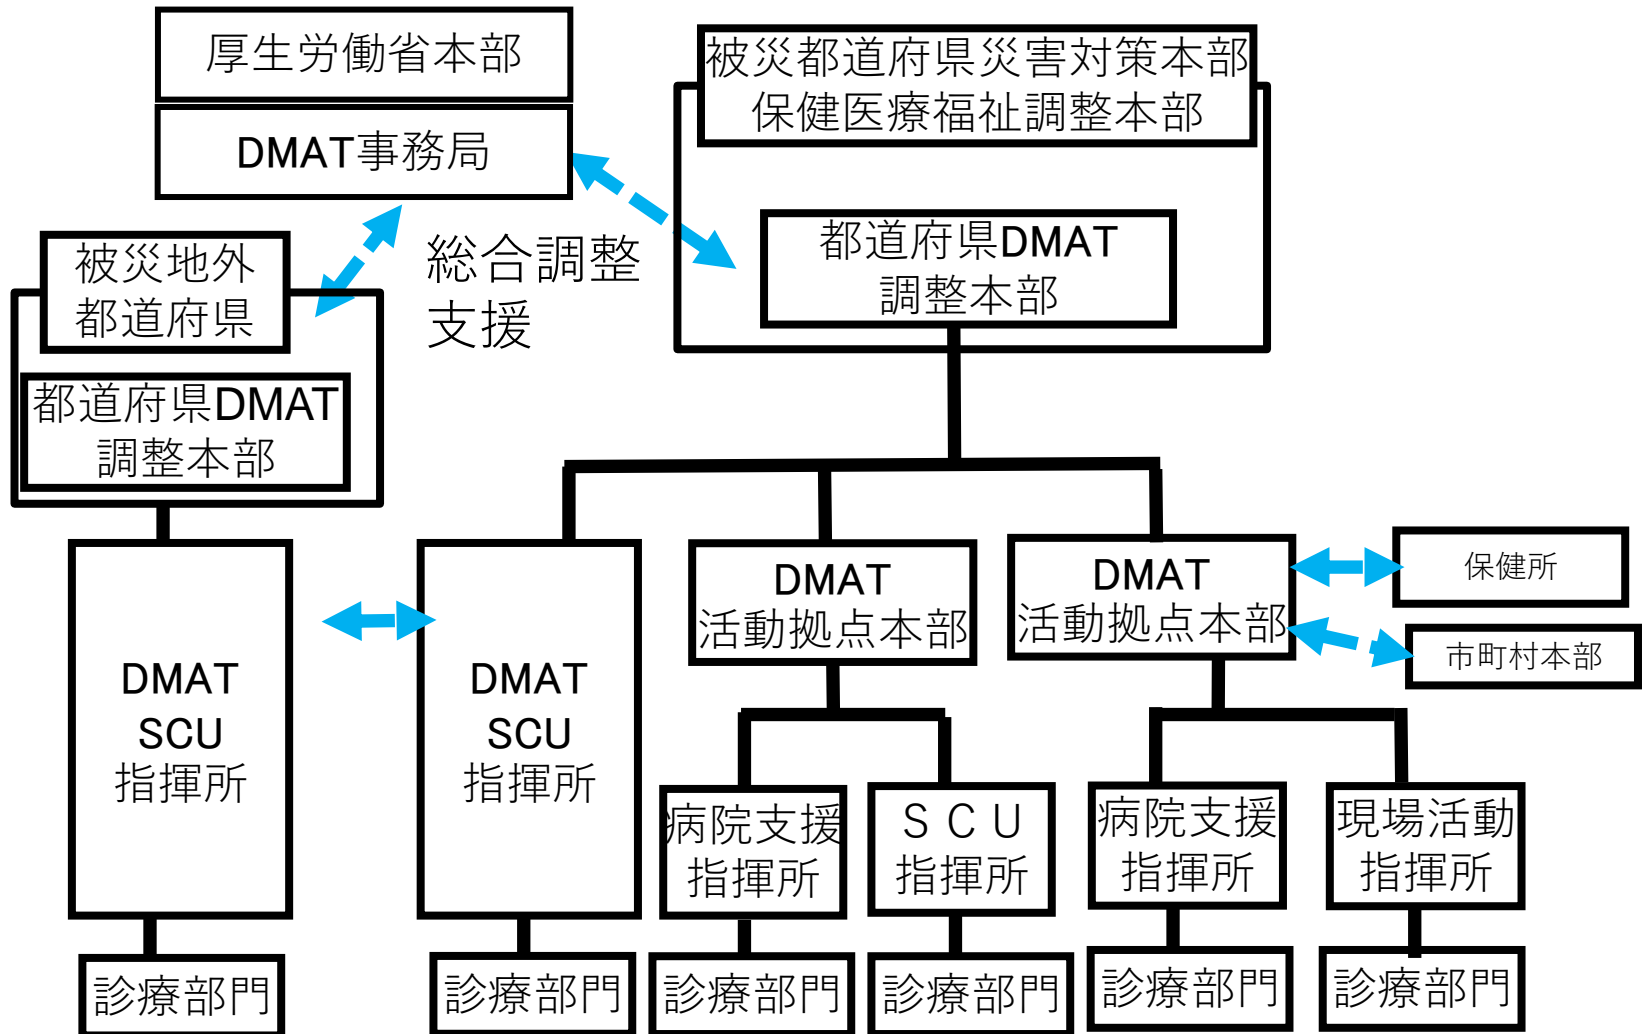 厚生労働省本部
DMAT事務局
被災都道府県災害対策本部
保健医療福祉調整本部
都道府県DMAT
調整本部
総合調整
支援
被災地外
都道府県
都道府県DMAT
調整本部
DMAT
SCU
指揮所
DMAT
SCU
指揮所
DMAT
活動拠点本部
DMAT
活動拠点本部
保健所
市町村本部
病院支援
指揮所
ＳＣＵ
指揮所
病院支援
指揮所
現場活動
指揮所
診療部門
診療部門
診療部門
診療部門
診療部門
診療部門